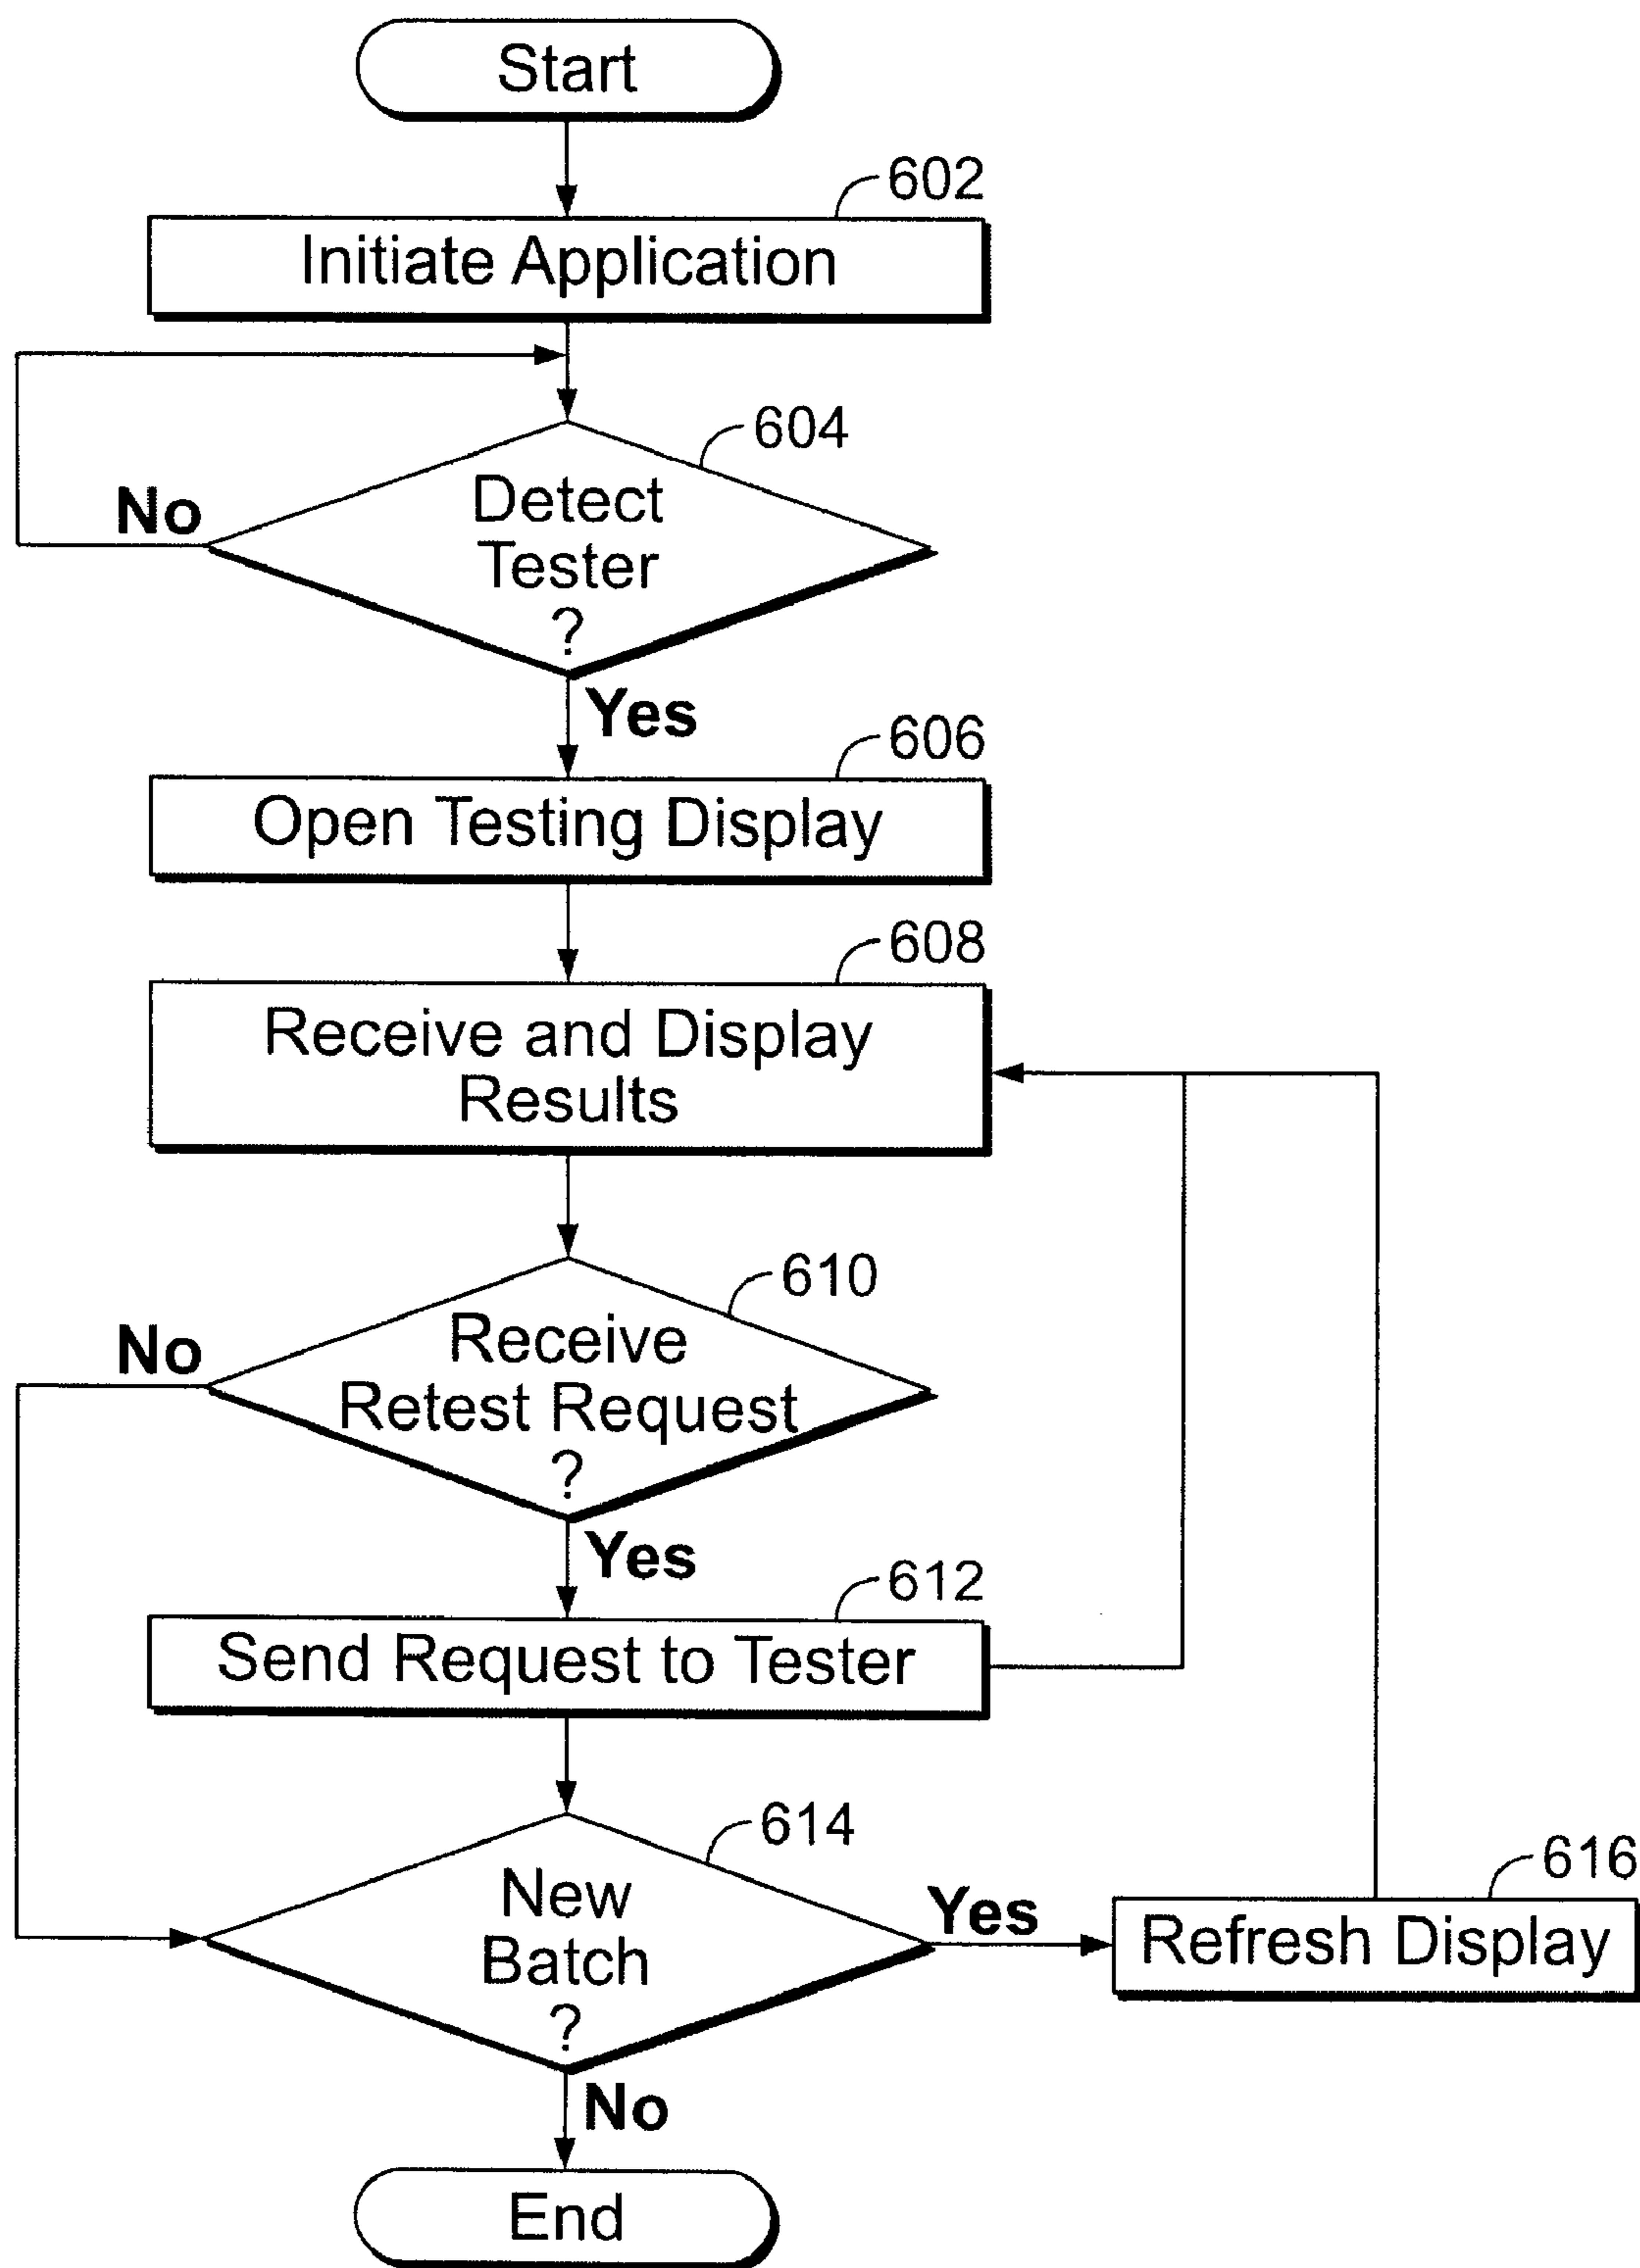 Start
602
Initiate Application
604
Detect
Tester
?
No
Yes
606
Open Testing Display
608
Receive and Display
Results
610
Receive
Retest Request
?
No
Yes
612
Send Request to Tester
614
New
Batch
?
Yes
616
Refresh Display
No
End